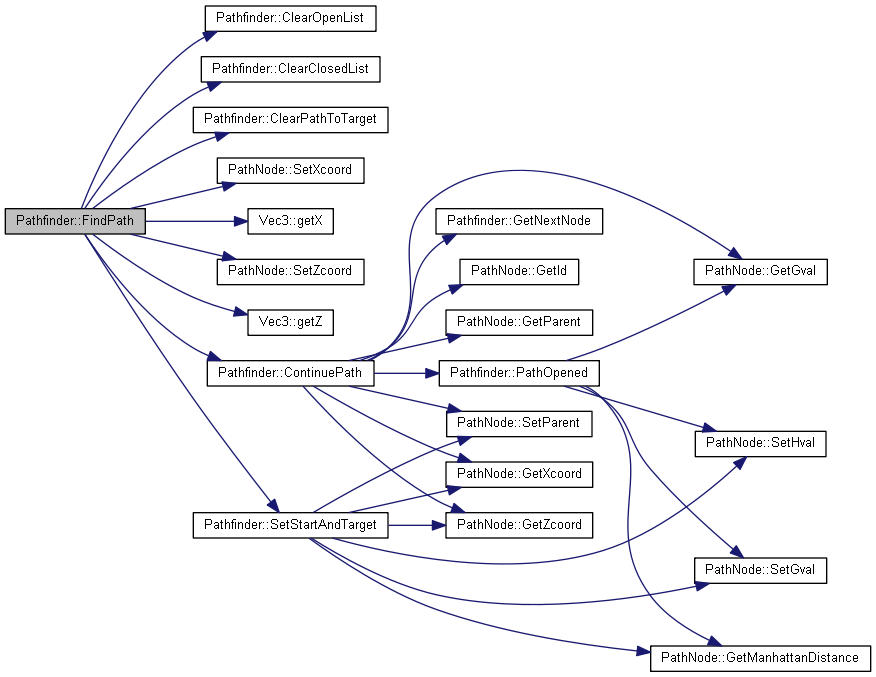 Pathfinder::ClearOpenList
Pathfinder::ClearClosedList
Pathfinder::ClearPathToTarget
PathNode::SetXcoord
Pathfinder::FindPath
Vec3::getX
Pathfinder::GetNextNode
PathNode::SetZcoord
PathNode::GetId
PathNode::GetGval
Vec3::getZ
PathNode::GetParent
Pathfinder::ContinuePath
Pathfinder::PathOpened
PathNode::SetParent
PathNode::SetHval
PathNode::GetXcoord
Pathfinder::SetStartAndTarget
PathNode::GetZcoord
PathNode::SetGval
PathNode::GetManhattanDistance